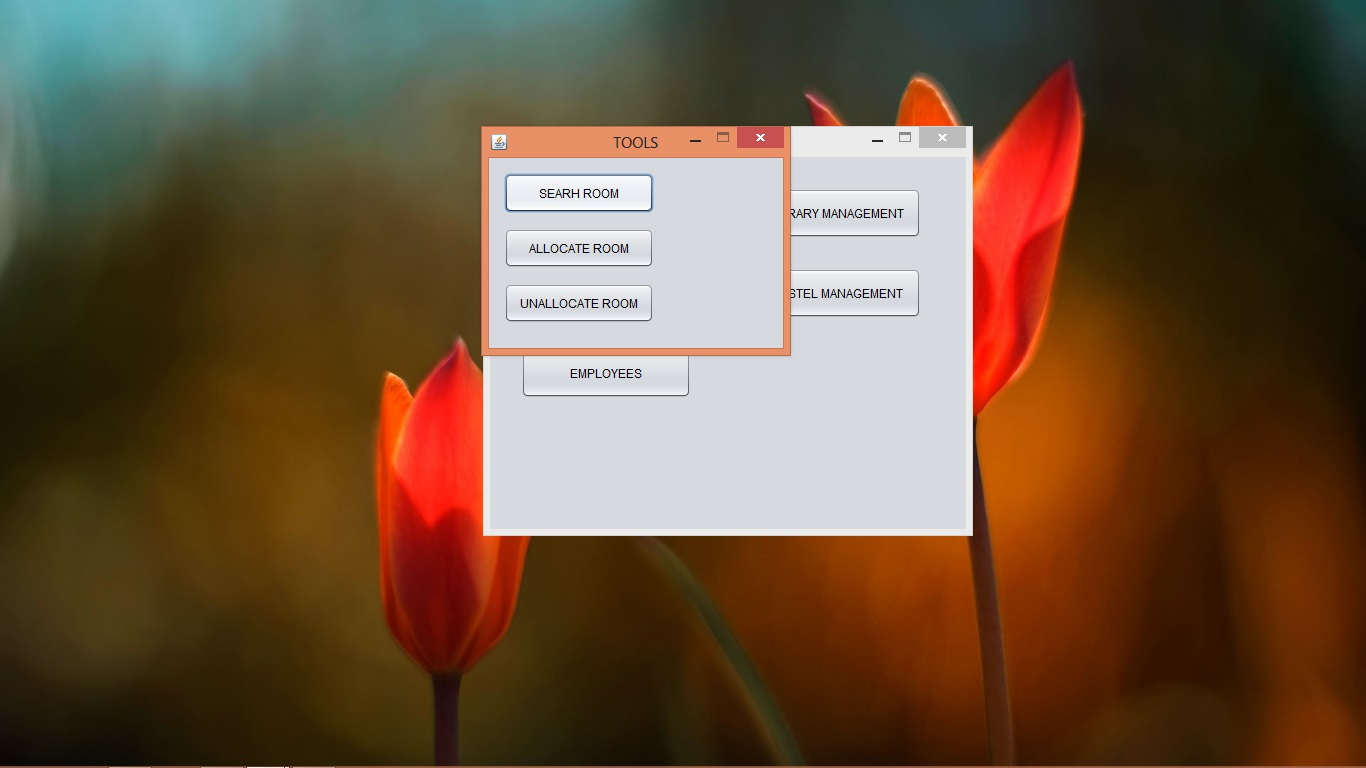 TOOLS
SEARH ROOM
ALLOCATE ROOM
UNALLOCATE ROOM
RARY MANAGEMENT
STEL MANAGEMENT
EMPLOYEES